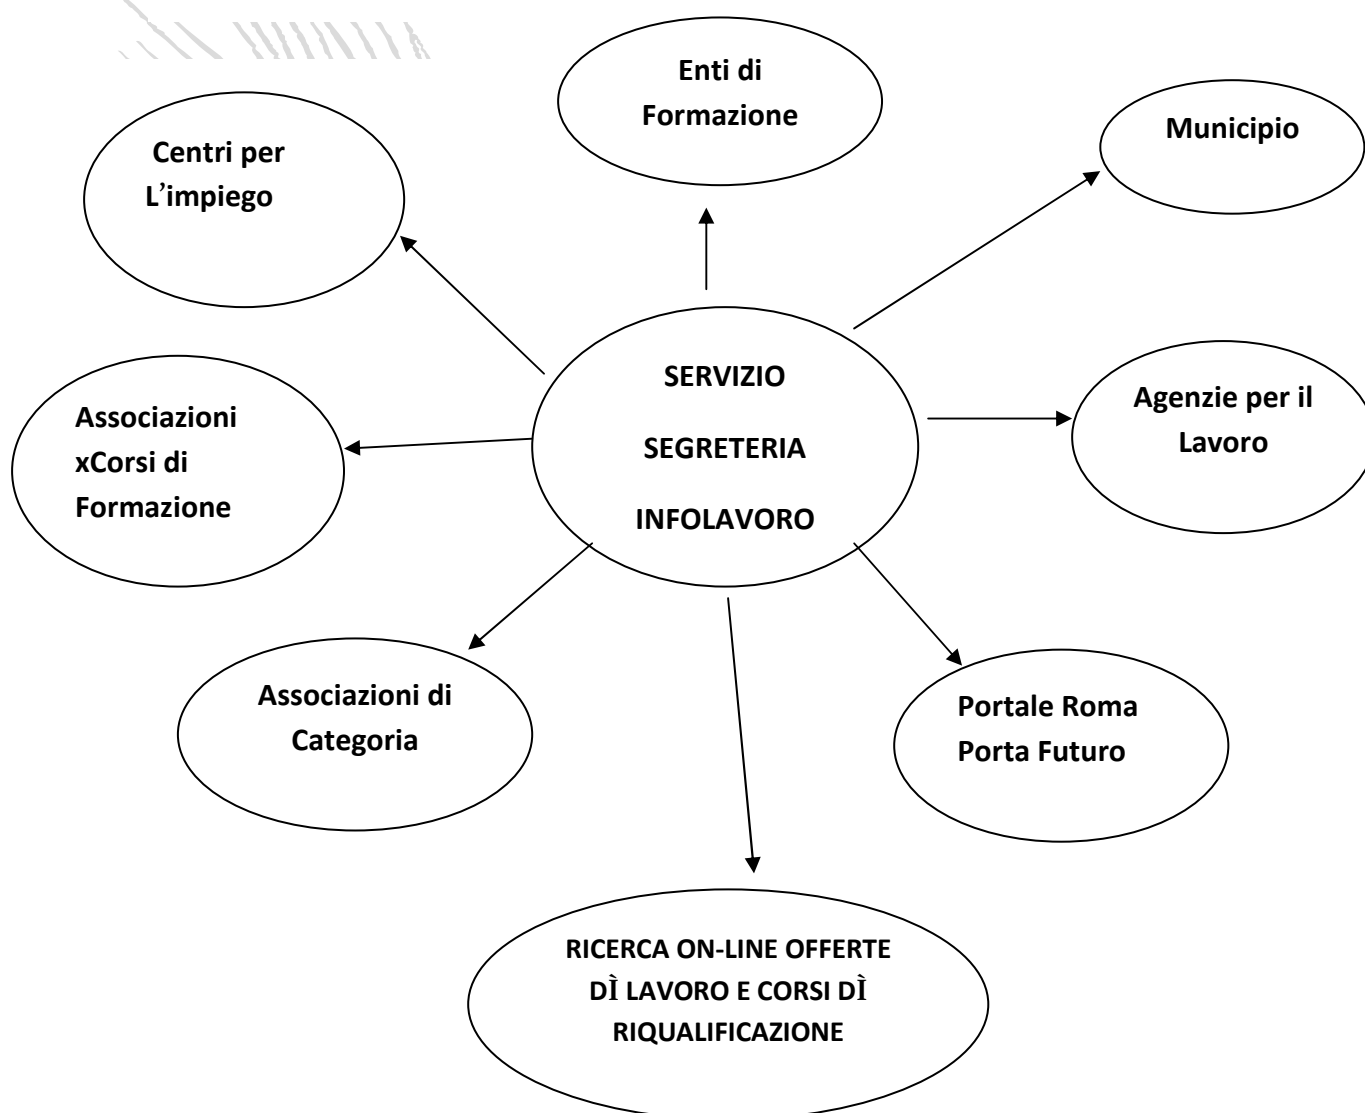 Enti di
Formazione
Municipio
Centri per
L’impiego
SERVIZIO
SEGRETERIA
INFOLAVORO
Agenzie per il
Lavoro
Associazioni
xCorsi di
Formazione
Associazioni di
Categoria
Portale Roma
Porta Futuro
RICERCA ON-LINE OFFERTE
DÌ LAVORO E CORSI DÌ
RIQUALIFICAZIONE